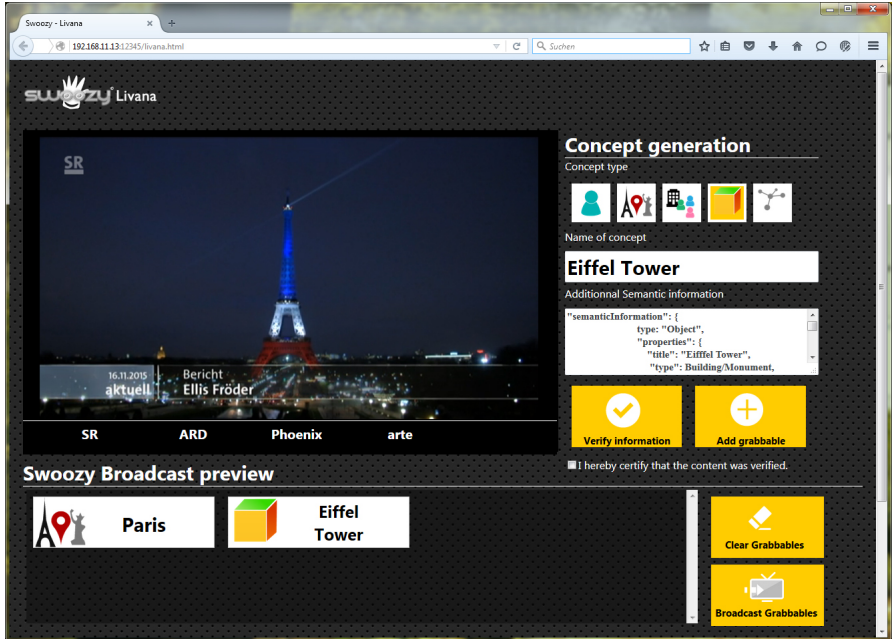 Swoozy - Livana
192.168.11.13:12345/livana.html
Suchen
swoozy Livana
SR
16.11.2015
aktuell
Bericht
Ellis Fröder
SR ARD Phoenix arte
Concept generation
Concept type
Name of concept
Eiffel Tower
Additionnal Semantic information
"semanticInformation": {
type: "Object",
"properties": {
"title": "Eifffel Tower",
"type": Building/Monument,
Verify information
Add grabbable
I hereby certify that the content was verified.
Swoozy Broadcast preview
Paris
Eiffel
Tower
Clear Grabbables
Broadcast Grabbables